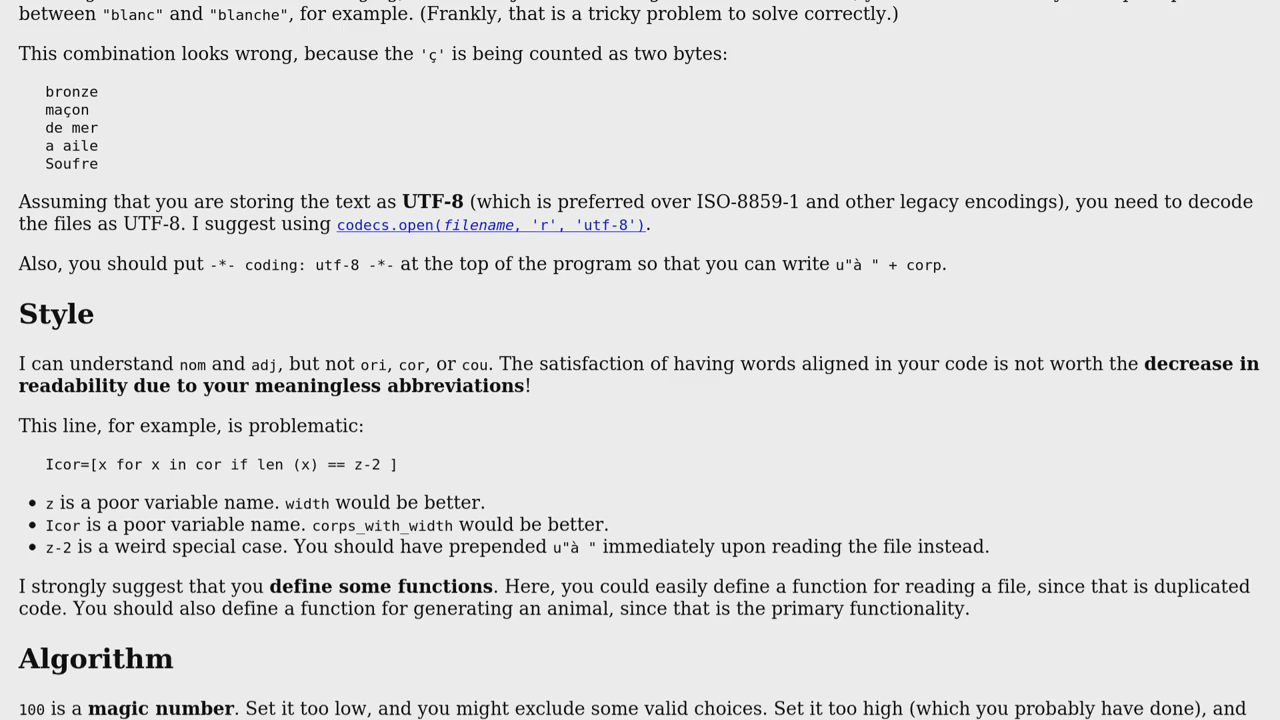 between "blanc" and "blanche", for example. (Frankly, that is a tricky problem to solve correctly.)
This combination looks wrong, because the 'ç' is being counted as two bytes:
bronze
maçon
de mer
a aile
Soufre
Assuming that you are storing the text as UTF-8 (which is preferred over ISO-8859-1 and other legacy encodings), you need to decode
the files as UTF-8. I suggest using codecs.open(filename, 'r', 'utf-8').
Also, you should put -*- coding: utf-8 -*- at the top of the program so that you can write u"à " + corp.
Style
I can understand nom and adj, but not ori, cor, or cou. The satisfaction of having words aligned in your code is not worth the decrease in
readability due to your meaningless abbreviations!
This line, for example, is problematic:
Icor=[x for x in cor if len (x) == z-2 ]
• z is a poor variable name. width would be better.
• Icor is a poor variable name. corps_with_width would be better.
• z-2 is a weird special case. You should have prepended u"à " immediately upon reading the file instead.
I strongly suggest that you define some functions. Here, you could easily define a function for reading a file, since that is duplicated
code. You should also define a function for generating an animal, since that is the primary functionality.
Algorithm
100 is a magic number. Set it too low, and you might exclude some valid choices. Set it too high (which you probably have done), and